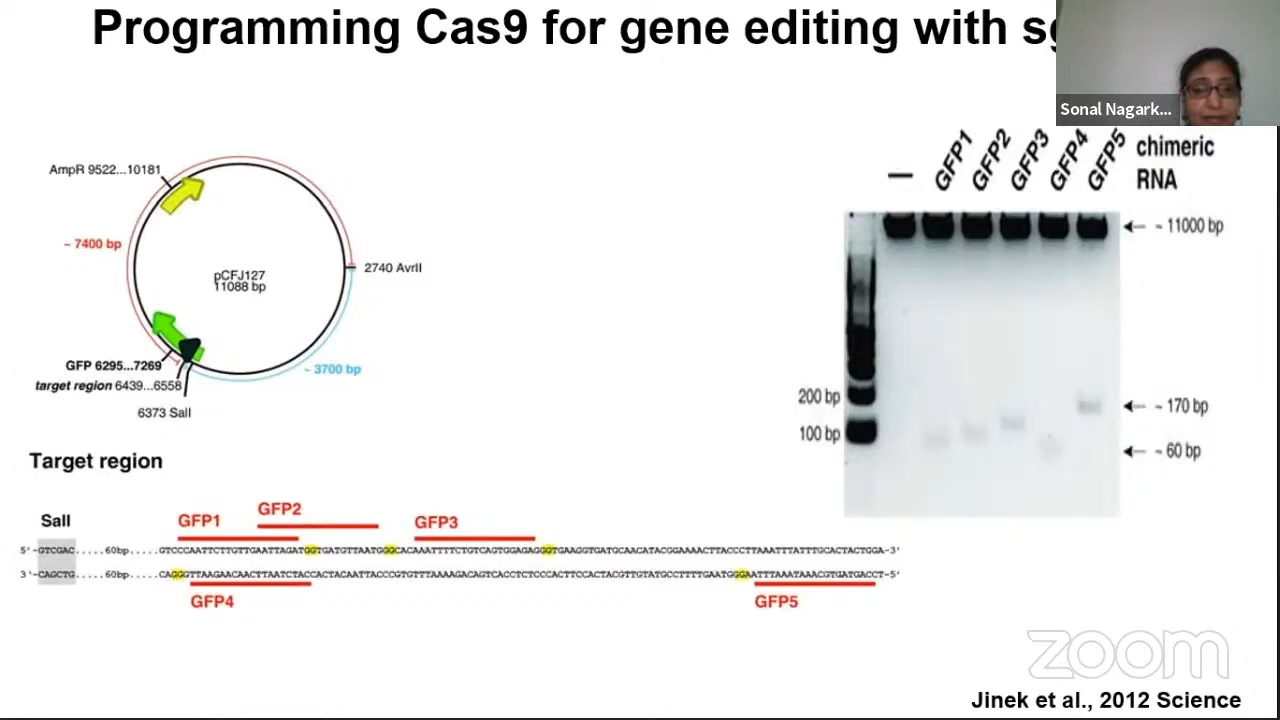 Programming Cas9 for gene editing with sg
Sonal Nagark...
AmpR 9522...10181
~ 7400 bp
pCFJ127
11088 bp
2740 AvrII
GFP 6295...7269
target region 6439...6558
6373 SalI
~ 3700 bp
– GFP1 GFP2 GFP3 GFP4 GFP5 chimeric
RNA
~ 11000 bp
200 bp
100 bp
~ 170 bp
~ 60 bp
Target region
SalI
GFP1
GFP2
GFP3
5'-GTCGAC.....60bp.....GTCCCAATTCTTGTTGAATTAGATGGTGATGTTAATGGGCACAAATTTTCTGTCAGTGGAGAGGGTGAAGGTGATGCAACATACGGAAAACTTACCCTTAAATTTATTTGCACTACTGGA-3'
3'-CAGCTG.....60bp.....CAGGGTTAAGAACAACTTAATCTACCACTACAATTACCCGTGTTTAAAAGACAGTCACCTCTCCCACTTCCACTACGTTGTATGCCTTTTGAATGGGAATTTAAATAAACGTGATGACCT-5'
GFP4
GFP5
zoom
Jinek et al., 2012 Science